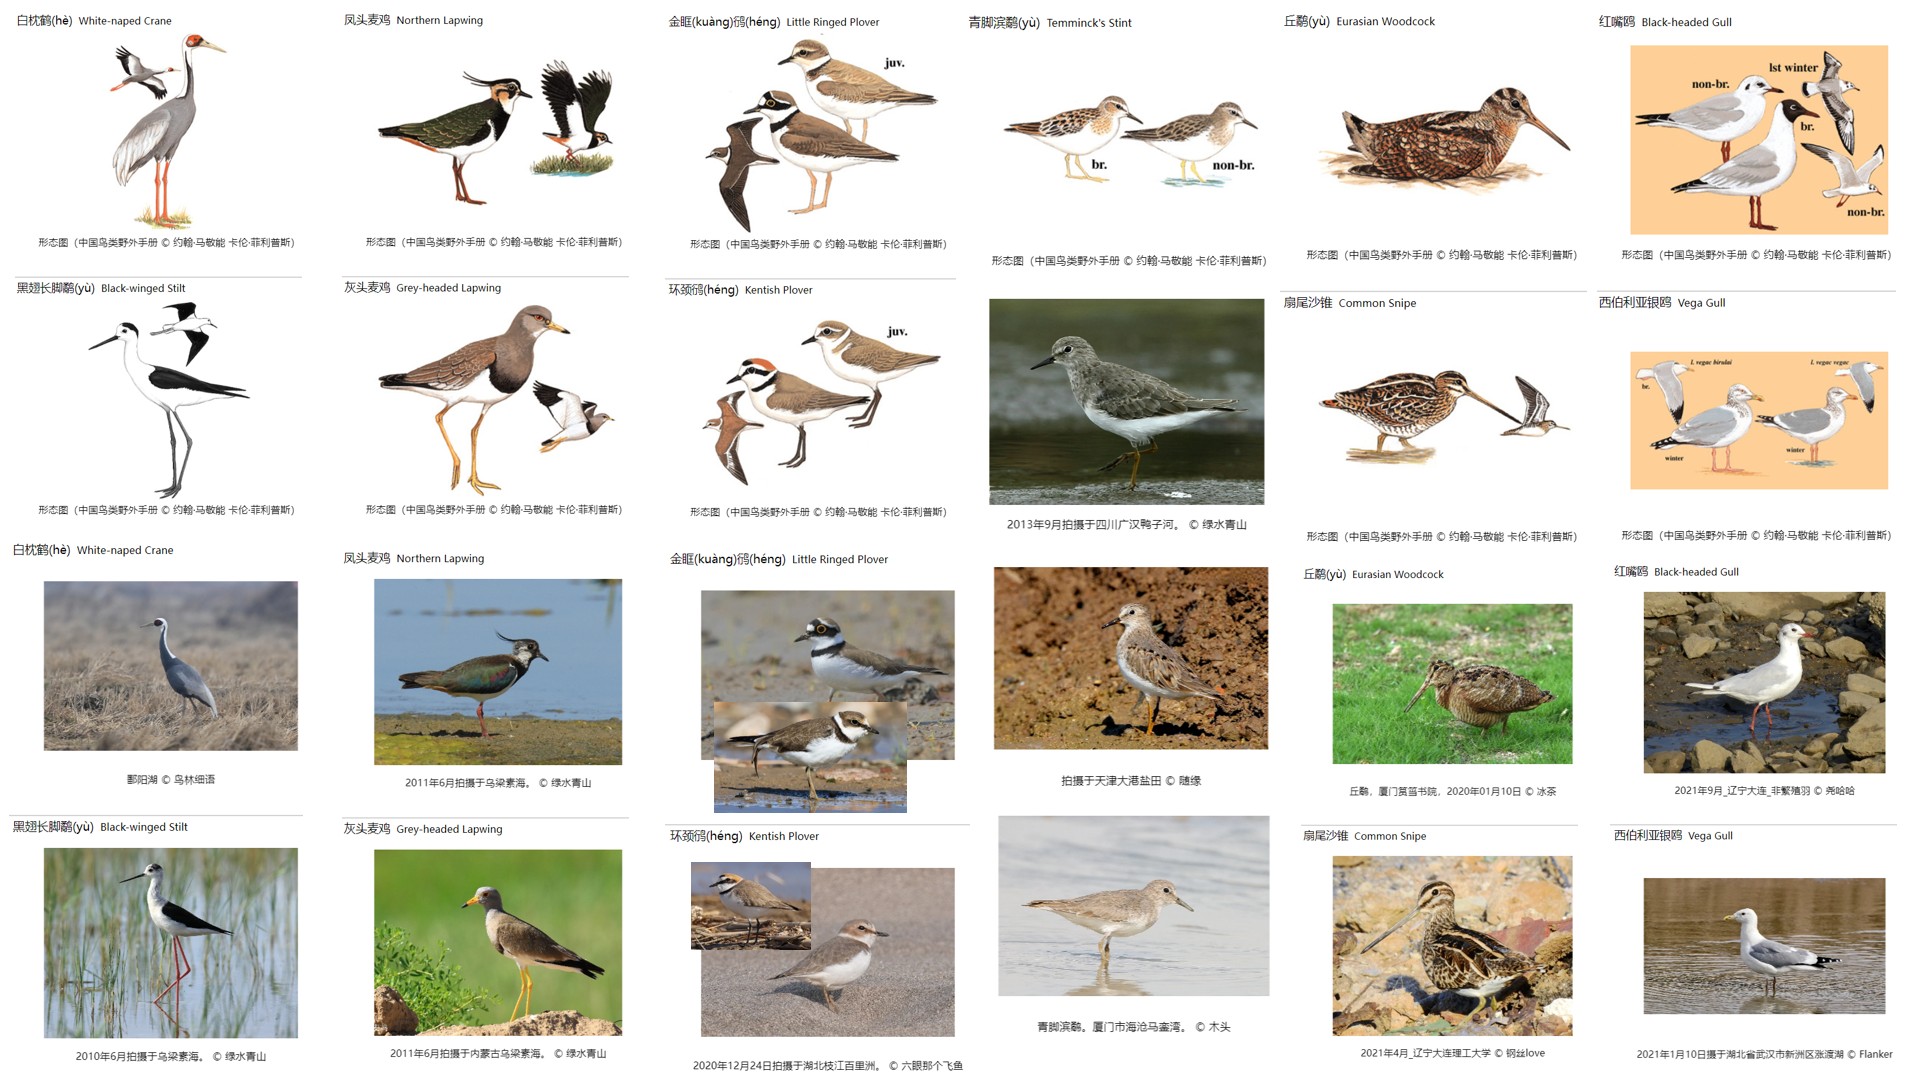 白枕鹤(hè) White-naped Crane
凤头麦鸡 Northern Lapwing
金眶(kuàng)鸻(héng) Little Ringed Plover
青脚滨鹬(yù) Temminck's Stint
丘鹬(yù) Eurasian Woodcock
红嘴鸥 Black-headed Gull
juv.
br.
non-br.
non-br.
lst winter
br.
non-br.
形态图（中国鸟类野外手册 © 约翰·马敬能 卡伦·菲利普斯)
形态图（中国鸟类野外手册 © 约翰·马敬能 卡伦·菲利普斯)
形态图（中国鸟类野外手册 © 约翰·马敬能 卡伦·菲利普斯)
形态图（中国鸟类野外手册 © 约翰·马敬能 卡伦·菲利普斯)
形态图（中国鸟类野外手册 © 约翰·马敬能 卡伦·菲利普斯)
形态图（中国鸟类野外手册 © 约翰·马敬能 卡伦·菲利普斯)
黑翅长脚鹬(yù) Black-winged Stilt
灰头麦鸡 Grey-headed Lapwing
环颈鸻(héng) Kentish Plover
扇尾沙锥 Common Snipe
西伯利亚银鸥 Vega Gull
juv.
l. vegae birulai
l. vegae vegae
br.
winter
winter
形态图（中国鸟类野外手册 © 约翰·马敬能 卡伦·菲利普斯)
形态图（中国鸟类野外手册 © 约翰·马敬能 卡伦·菲利普斯)
形态图（中国鸟类野外手册 © 约翰·马敬能 卡伦·菲利普斯)
2013年9月拍摄于四川广汉鸭子河。 © 绿水青山
形态图（中国鸟类野外手册 © 约翰·马敬能 卡伦·菲利普斯)
形态图（中国鸟类野外手册 © 约翰·马敬能 卡伦·菲利普斯)
白枕鹤(hè) White-naped Crane
凤头麦鸡 Northern Lapwing
金眶(kuàng)鸻(héng) Little Ringed Plover
丘鹬(yù) Eurasian Woodcock
红嘴鸥 Black-headed Gull
鄱阳湖 © 鸟林细语
2011年6月拍摄于乌梁素海。 © 绿水青山
拍摄于天津大港盐田 © 随缘
丘鹬，厦门筼筜书院，2020年01月10日 © 冰茶
2021年9月_辽宁大连_非繁殖羽 © 尧哈哈
黑翅长脚鹬(yù) Black-winged Stilt
灰头麦鸡 Grey-headed Lapwing
环颈鸻(héng) Kentish Plover
扇尾沙锥 Common Snipe
西伯利亚银鸥 Vega Gull
2010年6月拍摄于乌梁素海。 © 绿水青山
2011年6月拍摄于内蒙古乌梁素海。 © 绿水青山
2020年12月24日拍摄于湖北枝江百里洲。 © 六眼那个飞鱼
青脚滨鹬。厦门市海沧马銮湾。 © 木头
2021年4月_辽宁大连理工大学 © 钢丝love
2021年1月10日摄于湖北省武汉市新洲区涨渡湖 © Flanker